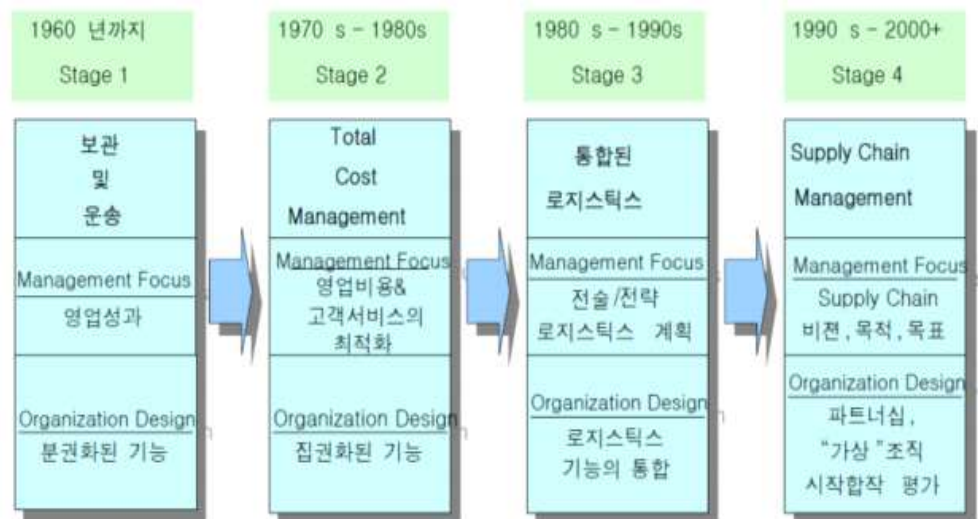 1960 년까지
Stage 1
보관
및
운송
Management Focus
영업성과
Organization Design
분권화된 기능
1970 s - 1980s
Stage 2
Total
Cost
Management
Management Focus
영업비용&
고객서비스의
최적화
Organization Design
집권화된 기능
1980 s - 1990s
Stage 3
통합된
로지스틱스
Management Focus
전술/전략
로지스틱스 계획
Organization Design
로지스틱스
기능의 통합
1990 s - 2000+
Stage 4
Supply Chain
Management
Management Focus
Supply Chain
비젼, 목적, 목표
Organization Design
파트너십,
"가상" 조직
시작합작 평가